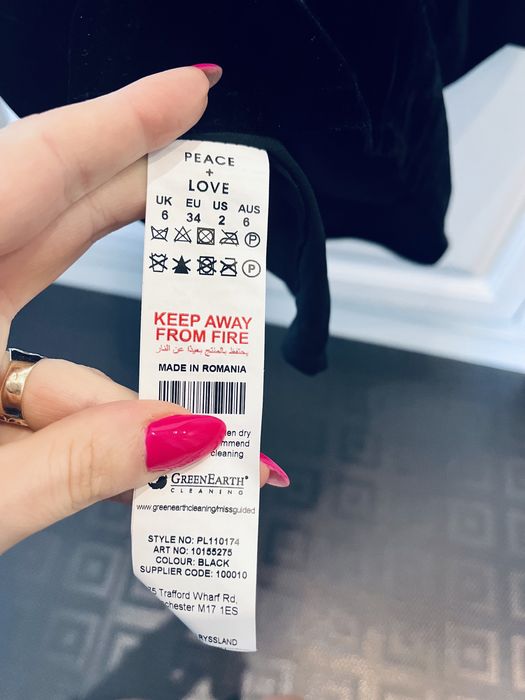 PEACE
+
LOVE
UK EU US AUS
6 34 2 6
P
P
KEEP AWAY
FROM FIRE
يحتفظ بالمنتج بعيدًا عن النار
MADE IN ROMANIA
en dry
mmend
cleaning
GREENEARTH®
CLEANING
www.greenearthcleaning/missguided
STYLE NO: PL110174
ART NO: 10155275
COLOUR: BLACK
SUPPLIER CODE: 100010
75 Trafford Wharf Rd,
chester M17 1ES
RYSSLAND